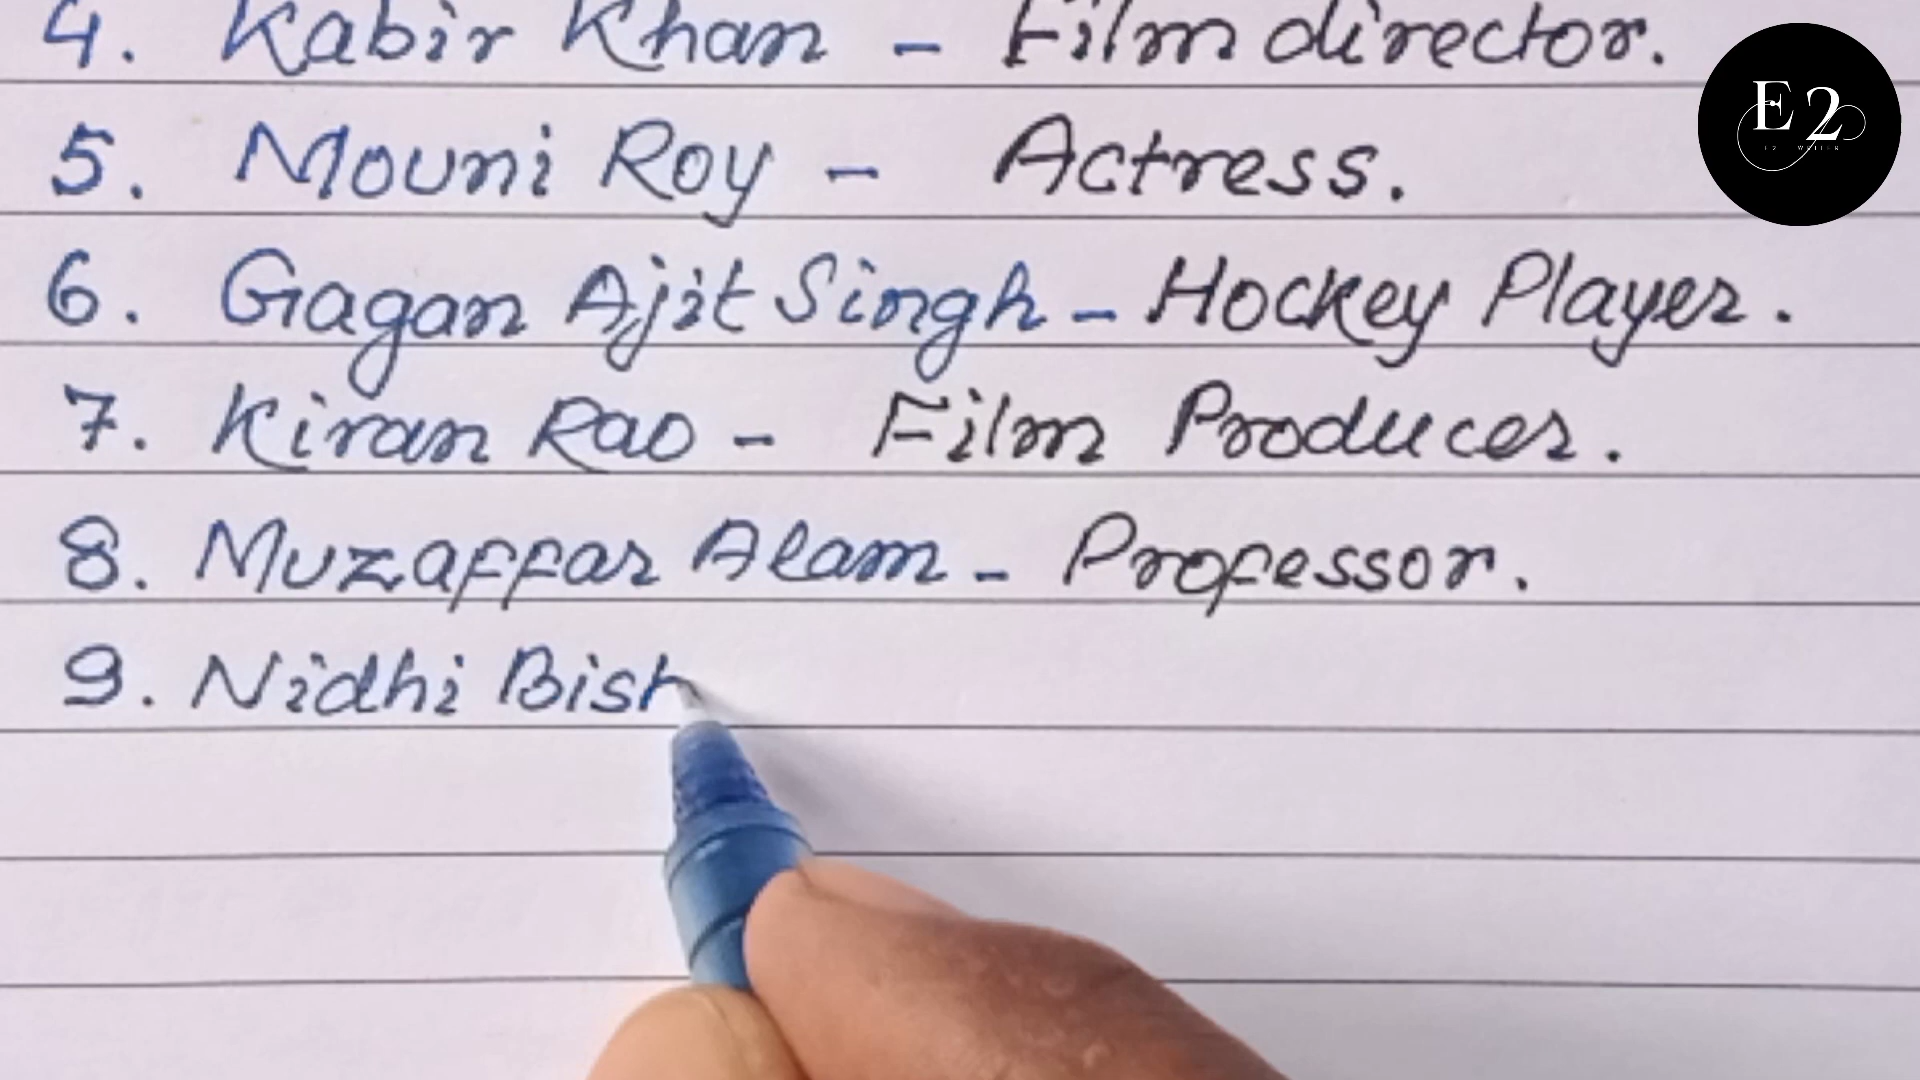 4. Kabir Khan - Film director.
5. Mouni Roy - Actress.
6. Gagan Ajit Singh - Hockey Player.
7. Kiran Rao - Film Producer.
8. Muzaffar Alam - Professor.
9. Nidhi Bist
E2